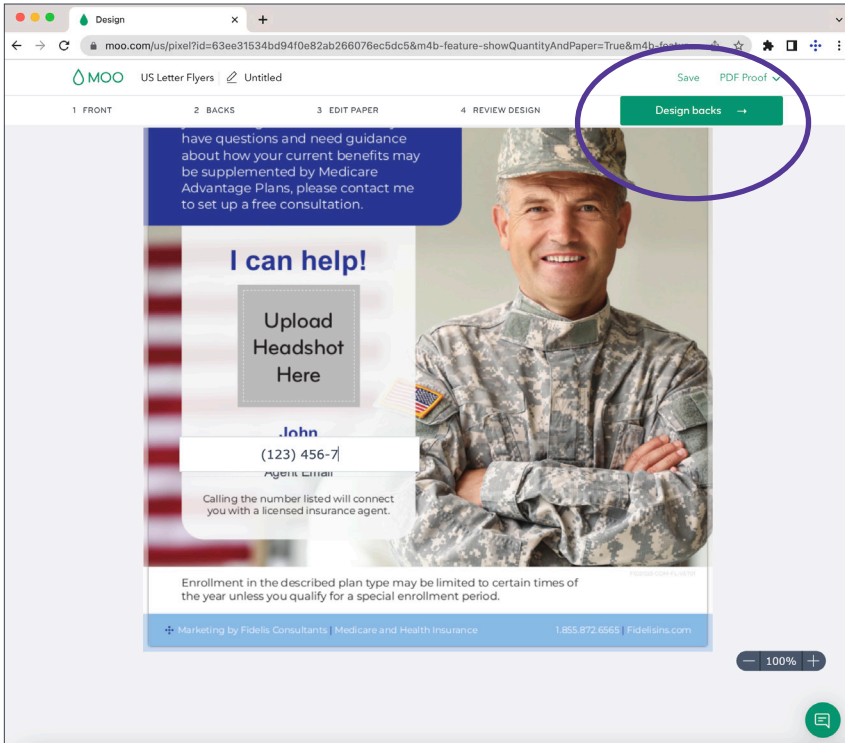 Design × +
moo.com/us/pixel?id=63ee31534bd94f0e82ab266076ec5dc5&m4b-feature-showQuantityAndPaper=True&m4b-
MOO US Letter Flyers Untitled Save PDF Proof
1 FRONT 2 BACKS 3 EDIT PAPER 4 REVIEW DESIGN Design backs →
have questions and need guidance
about how your current benefits may
be supplemented by Medicare
Advantage Plans, please contact me
to set up a free consultation.
I can help!
Upload
Headshot
Here
John
(123) 456-7
Agent Email
Calling the number listed will connect
you with a licensed insurance agent.
Enrollment in the described plan type may be limited to certain times of
the year unless you qualify for a special enrollment period.
Marketing by Fidelis Consultants | Medicare and Health Insurance 1.855.872.6565 | Fidelisins.com
— 100% +